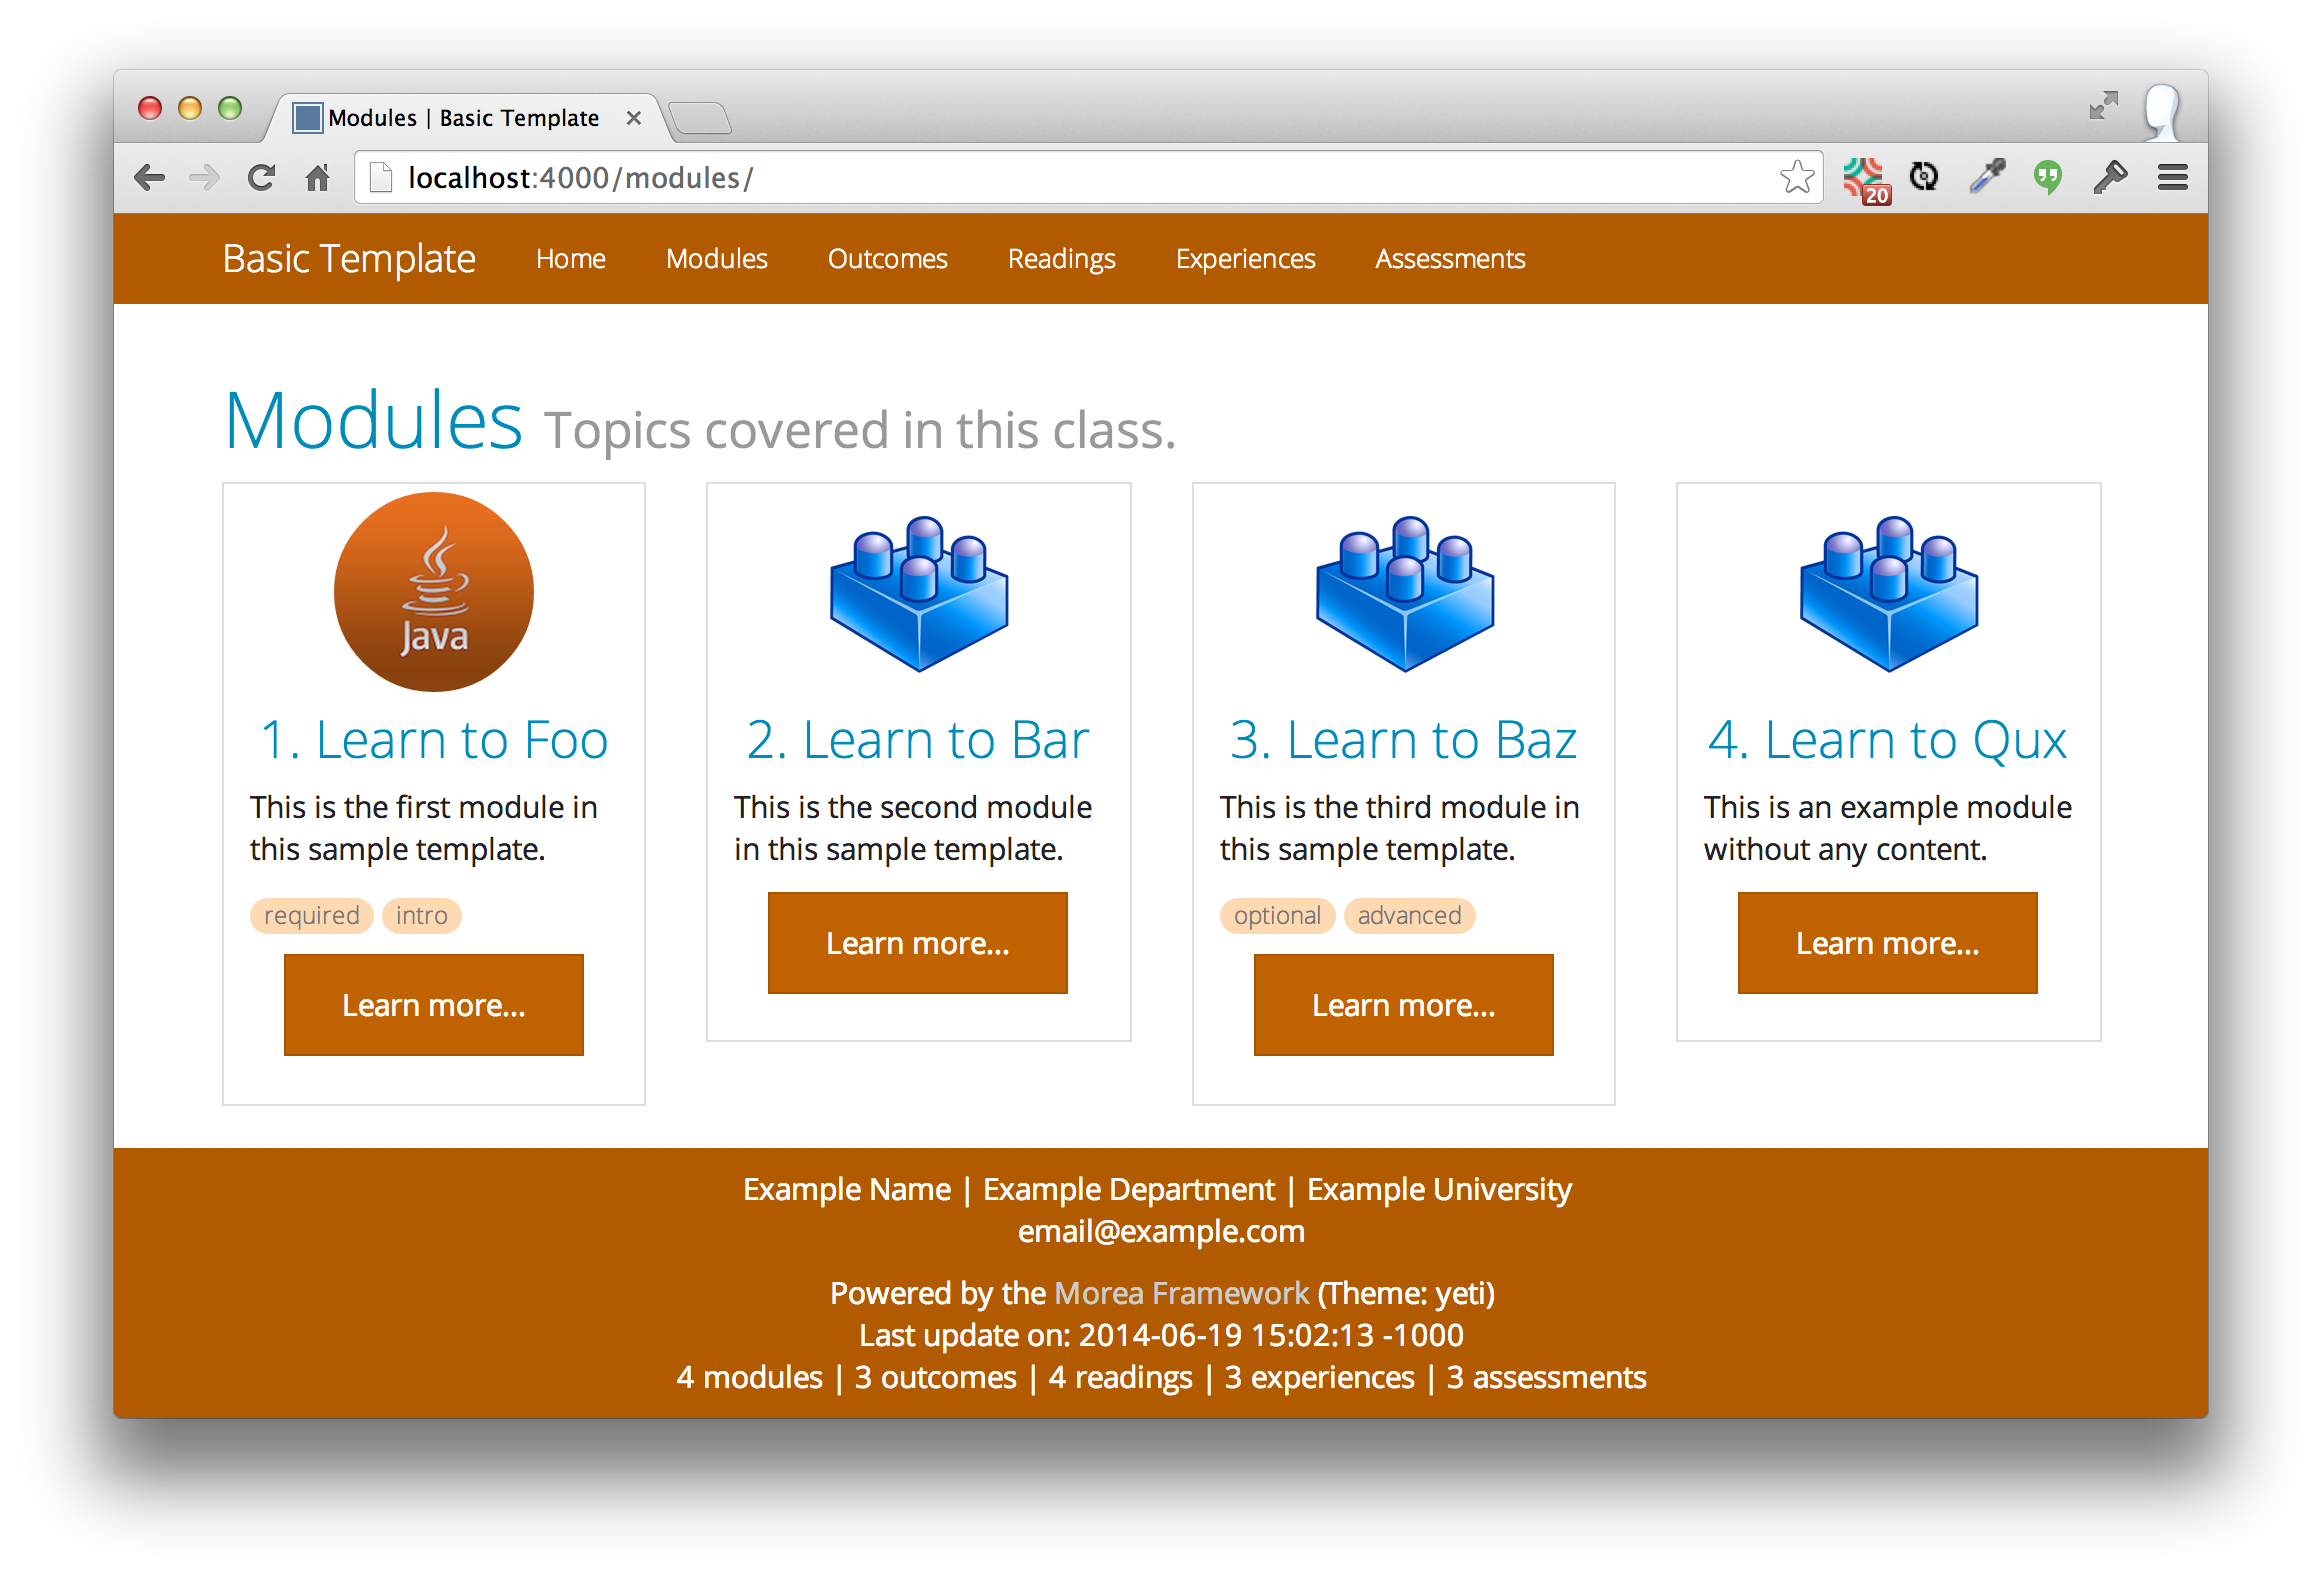 Modules | Basic Template
localhost:4000/modules/
20
Basic Template Home Modules Outcomes Readings Experiences Assessments
Modules Topics covered in this class.
Java
1. Learn to Foo
This is the first module in
this sample template.
required intro
Learn more...
2. Learn to Bar
This is the second module
in this sample template.
Learn more...
3. Learn to Baz
This is the third module in
this sample template.
optional advanced
Learn more...
4. Learn to Qux
This is an example module
without any content.
Learn more...
Example Name | Example Department | Example University
email@example.com
Powered by the Morea Framework (Theme: yeti)
Last update on: 2014-06-19 15:02:13 -1000
4 modules | 3 outcomes | 4 readings | 3 experiences | 3 assessments